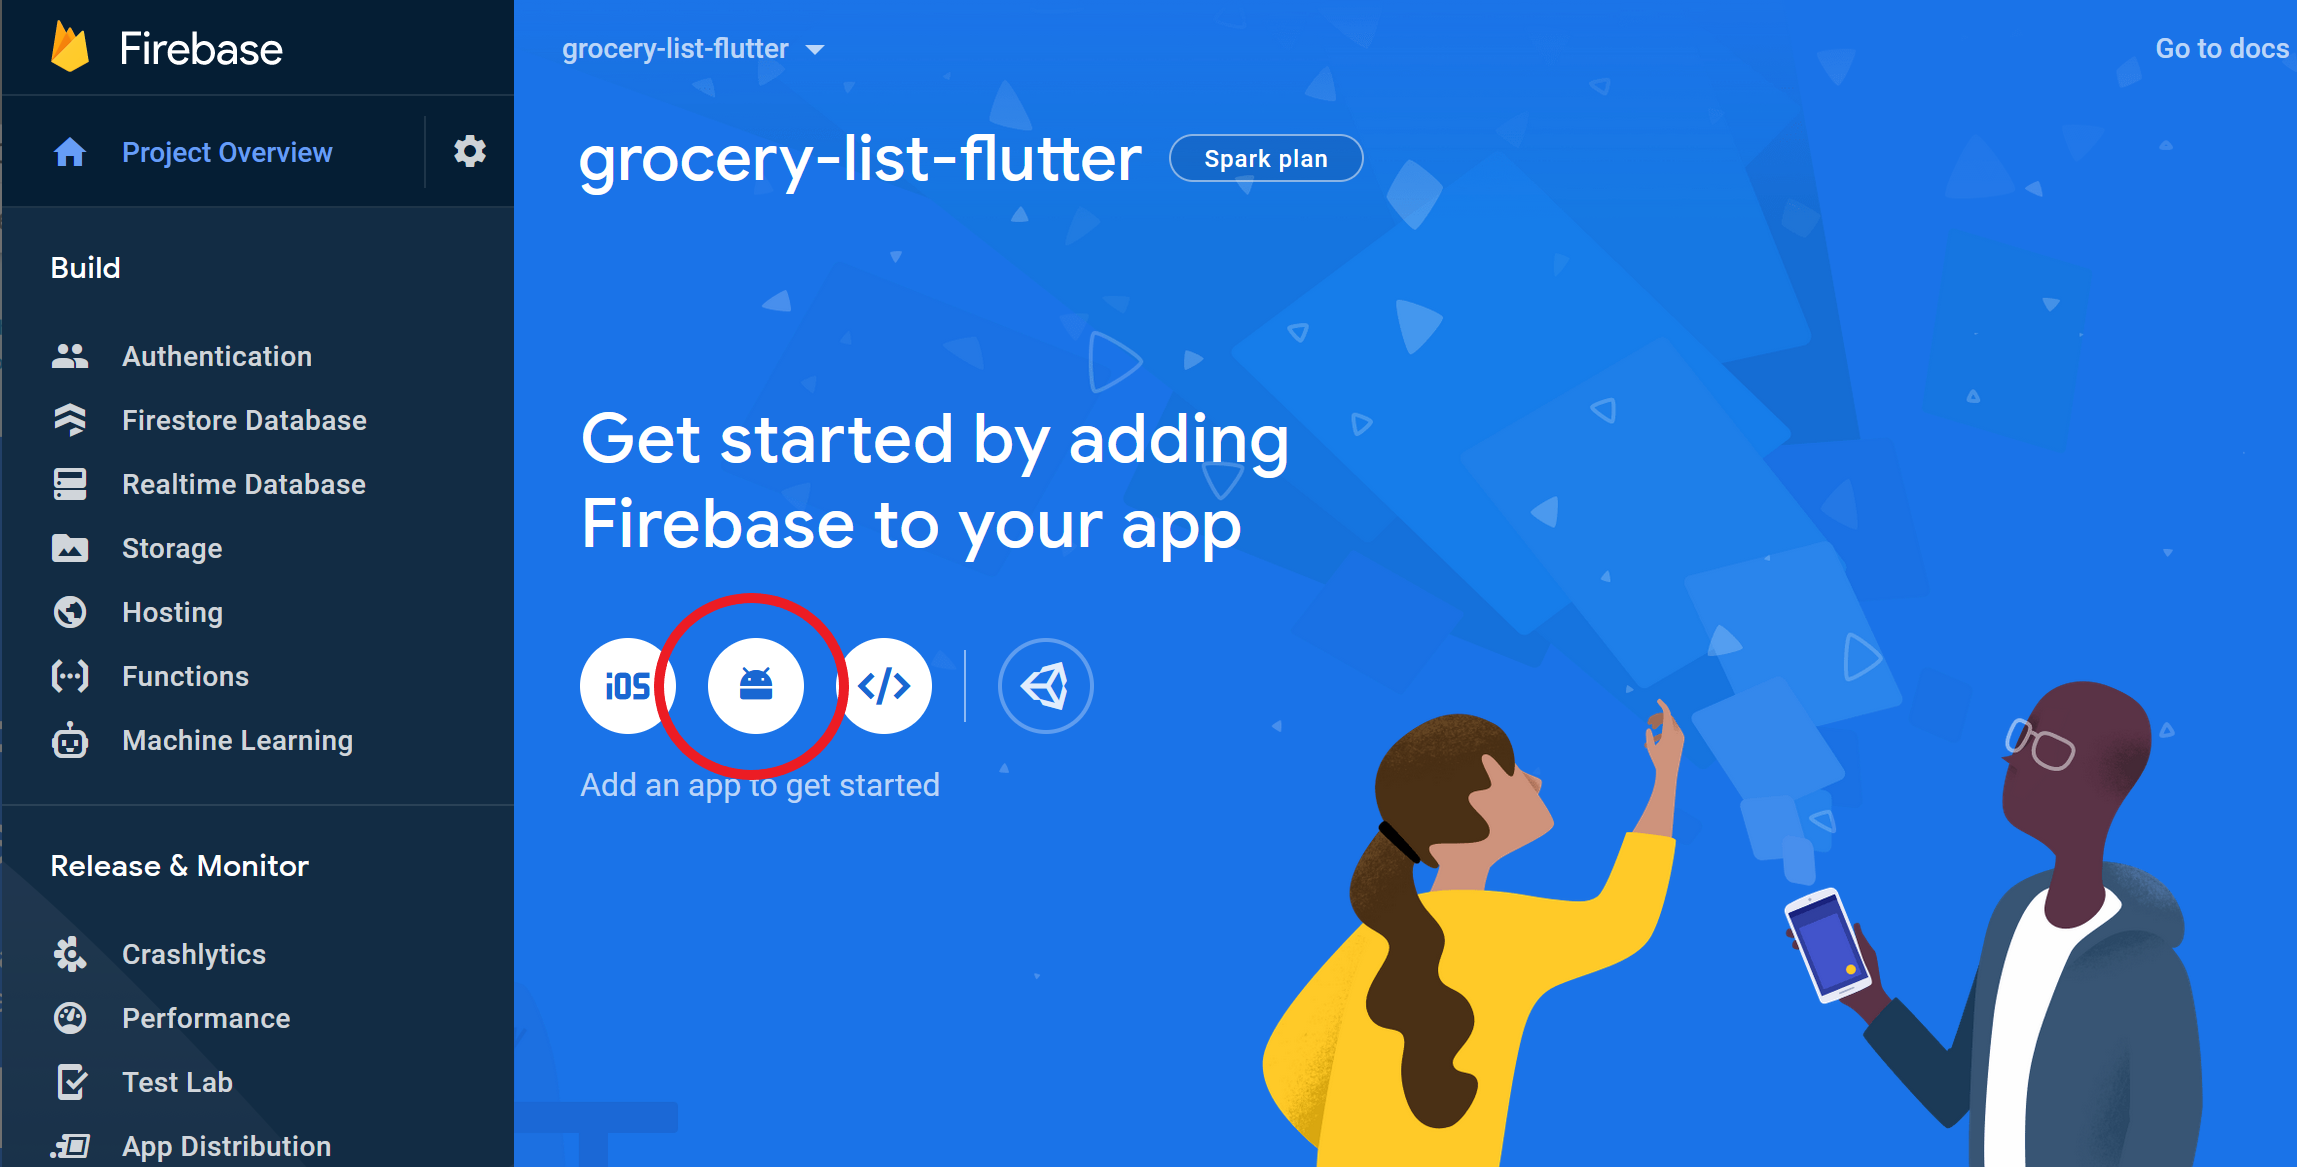 Firebase
grocery-list-flutter
Go to docs
Project Overview
grocery-list-flutter
Spark plan
Build
Authentication
Firestore Database
Realtime Database
Storage
Hosting
Functions
Machine Learning
Get started by adding
Firebase to your app
iOS
</>
Add an app to get started
Release & Monitor
Crashlytics
Performance
Test Lab
App Distribution